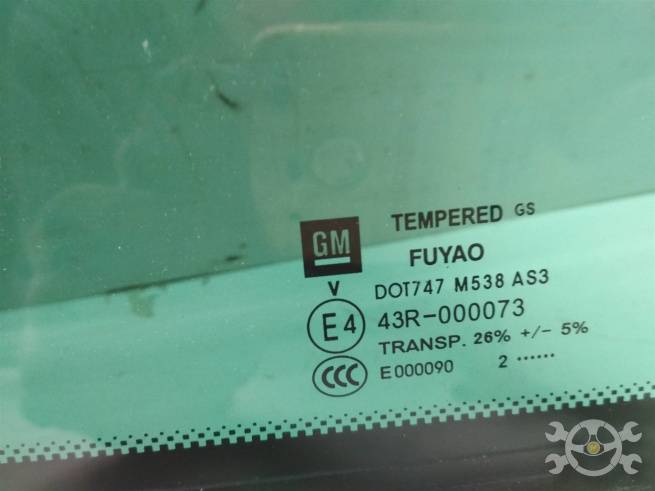 TEMPERED GS
GM
FUYAO
V
DOT747 M538 AS3
E4
43R-000073
TRANSP. 26% +/- 5%
CCC
E000090 2 ......